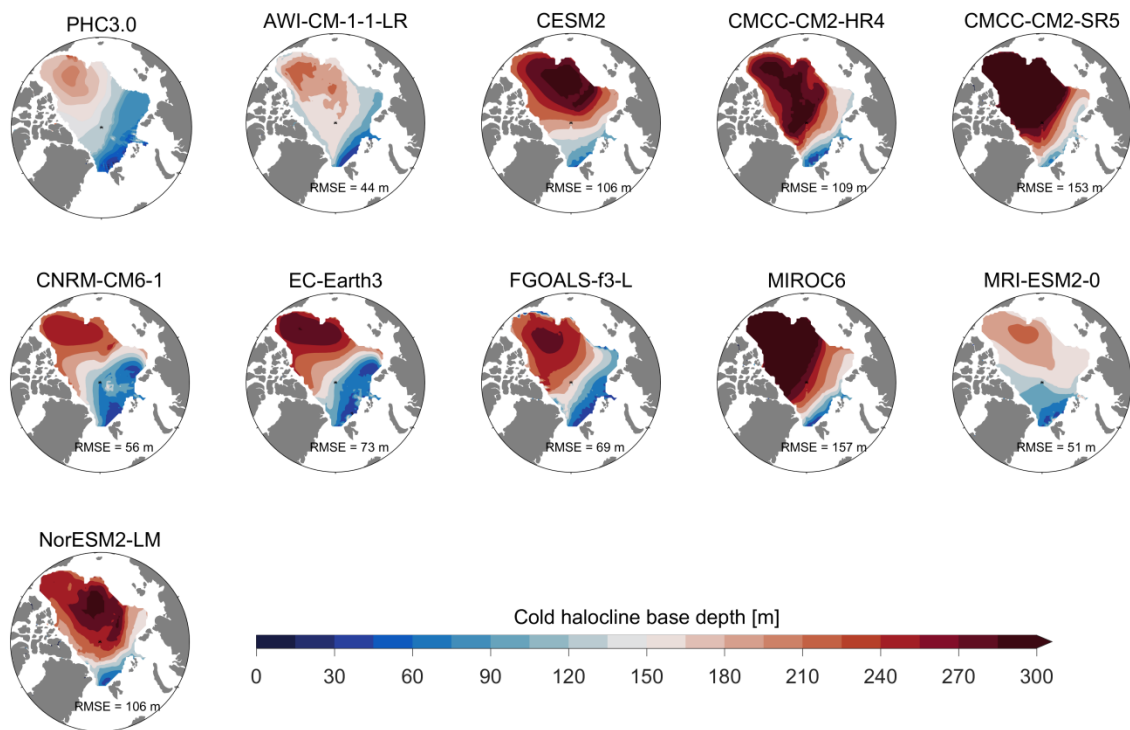 PHC3.0
AWI-CM-1-1-LR
CESM2
CMCC-CM2-HR4
CMCC-CM2-SR5
RMSE = 44 m
RMSE = 106 m
RMSE = 109 m
RMSE = 153 m
CNRM-CM6-1
EC-Earth3
FGOALS-f3-L
MIROC6
MRI-ESM2-0
RMSE = 56 m
RMSE = 73 m
RMSE = 69 m
RMSE = 157 m
RMSE = 51 m
NorESM2-LM
RMSE = 106 m
Cold halocline base depth [m]
0 30 60 90 120 150 180 210 240 270 300